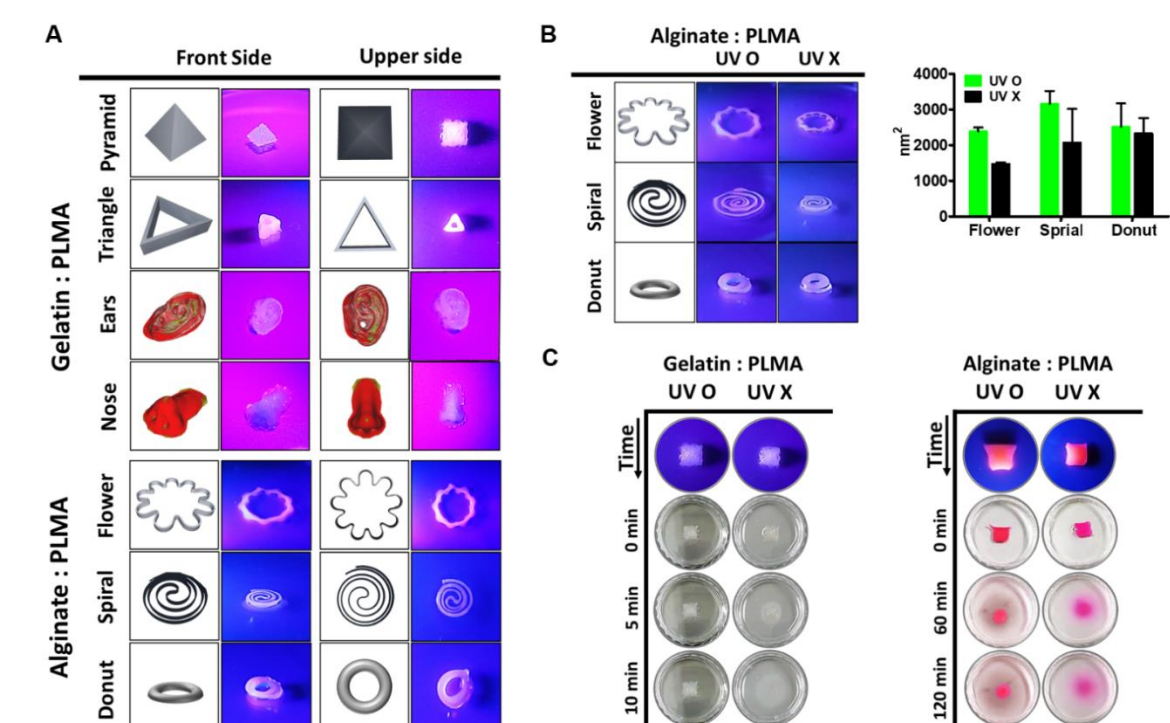 A
Front Side
Upper side
Gelatin : PLMA
Pyramid
Triangle
Ears
Nose
Alginate : PLMA
Flower
Spiral
Donut
B
Alginate : PLMA
UV O
UV X
Flower
Spiral
Donut
UV O
UV X
nm2
4000
3000
2000
1000
0
Flower
Sprial
Donut
C
Gelatin : PLMA
UV O
UV X
Time
0 min
5 min
10 min
Alginate : PLMA
UV O
UV X
Time
0 min
60 min
120 min